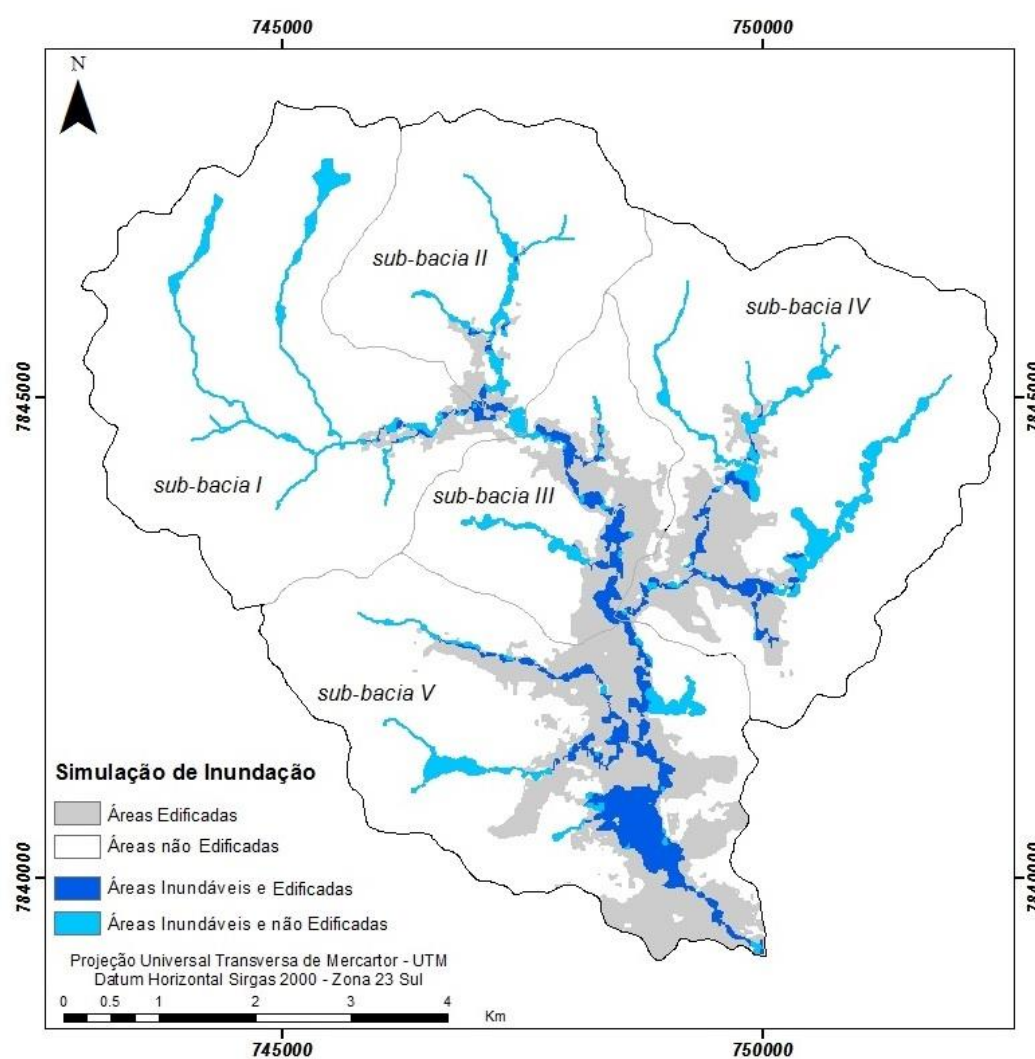 745000
750000
N
sub-bacia II
sub-bacia IV
7845000
7845000
sub-bacia I
sub-bacia III
sub-bacia V
Simulação de Inundação
Áreas Edificadas
Áreas não Edificadas
Áreas Inundáveis e Edificadas
Áreas Inundáveis e não Edificadas
7840000
7840000
Projeção Universal Transversa de Mercartor - UTM
Datum Horizontal Sirgas 2000 - Zona 23 Sul
0 0.5 1 2 3 4
Km
745000
750000